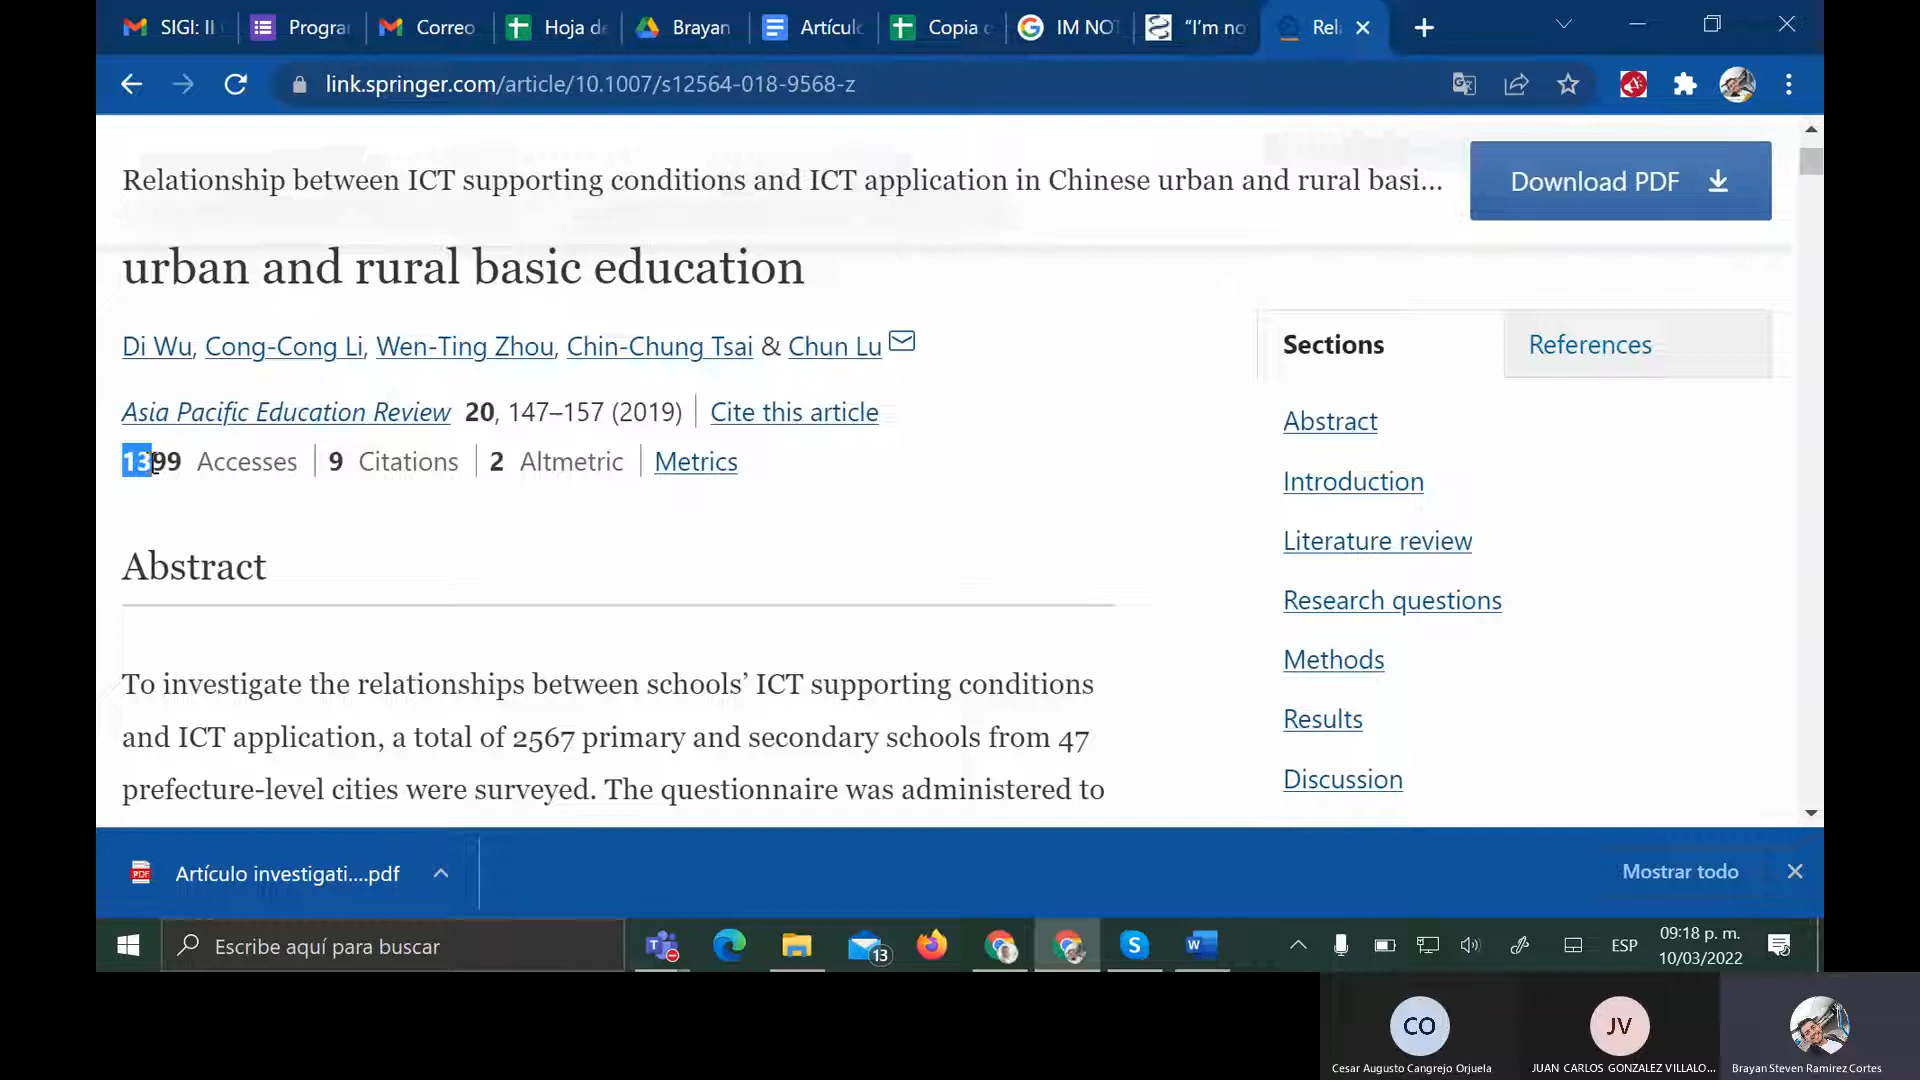 SIGI: II
Progra
Correo
Hoja de
Brayan
Artícul
Copia
IM NOT
"I'm no
Rel
link.springer.com/article/10.1007/s12564-018-9568-z
Relationship between ICT supporting conditions and ICT application in Chinese urban and rural basi...
Download PDF
urban and rural basic education
Di Wu, Cong-Cong Li, Wen-Ting Zhou, Chin-Chung Tsai & Chun Lu
Asia Pacific Education Review 20, 147–157 (2019) | Cite this article
1399 Accesses | 9 Citations | 2 Altmetric | Metrics
Abstract
To investigate the relationships between schools’ ICT supporting conditions
and ICT application, a total of 2567 primary and secondary schools from 47
prefecture-level cities were surveyed. The questionnaire was administered to
Sections
References
Abstract
Introduction
Literature review
Research questions
Methods
Results
Discussion
Artículo investigati....pdf
Mostrar todo
Escribe aquí para buscar
13
ESP
09:18 p. m.
10/03/2022
CO
JV
Cesar Augusto Cangrejo Orjuela
JUAN CARLOS GONZALEZ VILLALO...
Brayan Steven Ramirez Cortes